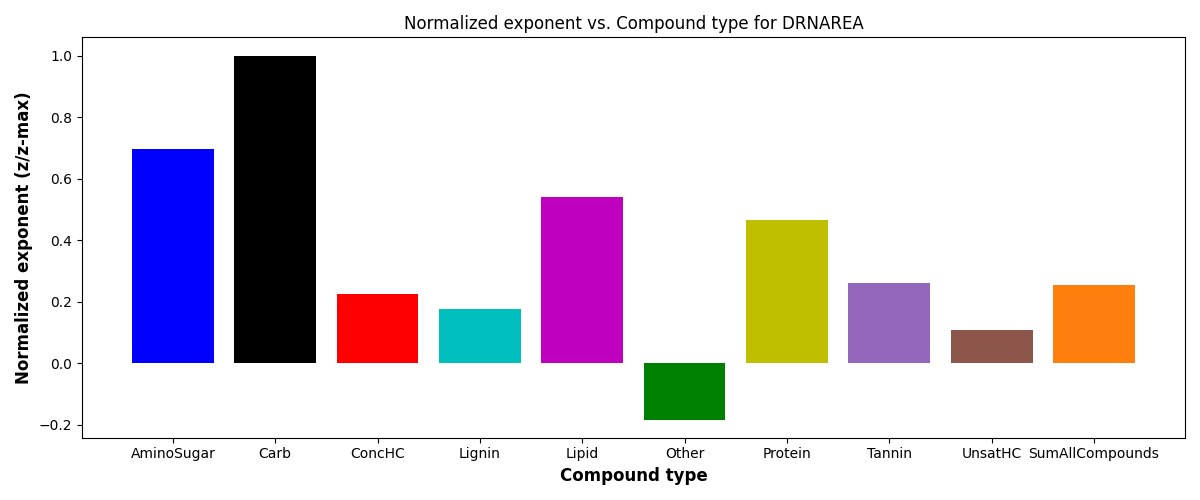 Normalized exponent vs. Compound type for DRNAREA
Normalized exponent (z/z-max)
1.0
0.8
0.6
0.4
0.2
0.0
−0.2
AminoSugar
Carb
ConcHC
Lignin
Lipid
Other
Protein
Tannin
UnsatHC
SumAllCompounds
Compound type